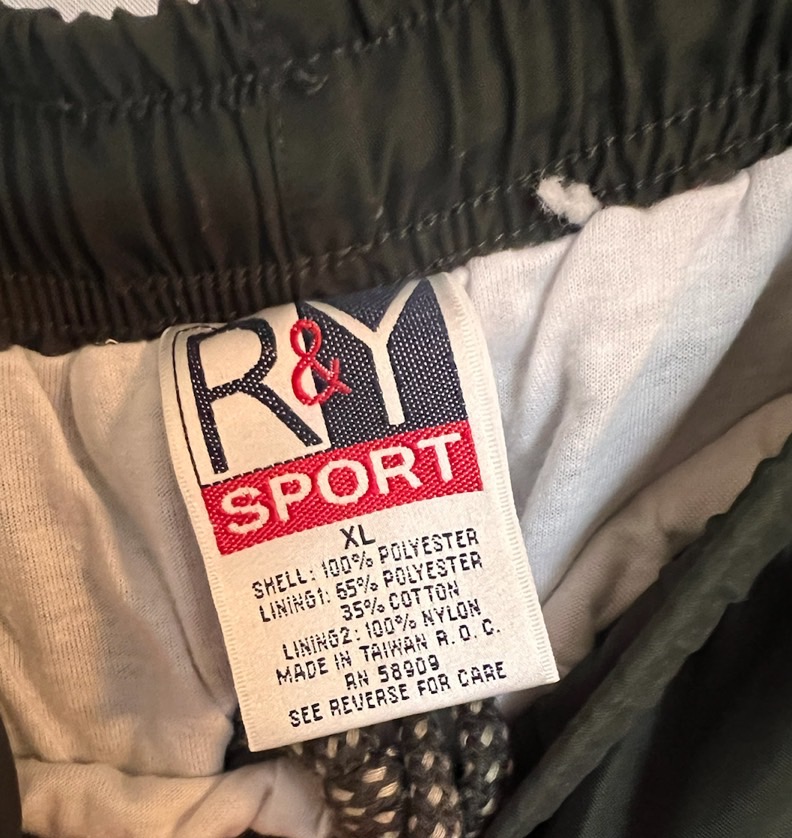 R&Y
SPORT
XL
SHELL: 100% POLYESTER
LINING1: 65% POLYESTER
35% COTTON
LINING2: 100% NYLON
MADE IN TAIWAN R.O.C.
RN 58909
SEE REVERSE FOR CARE